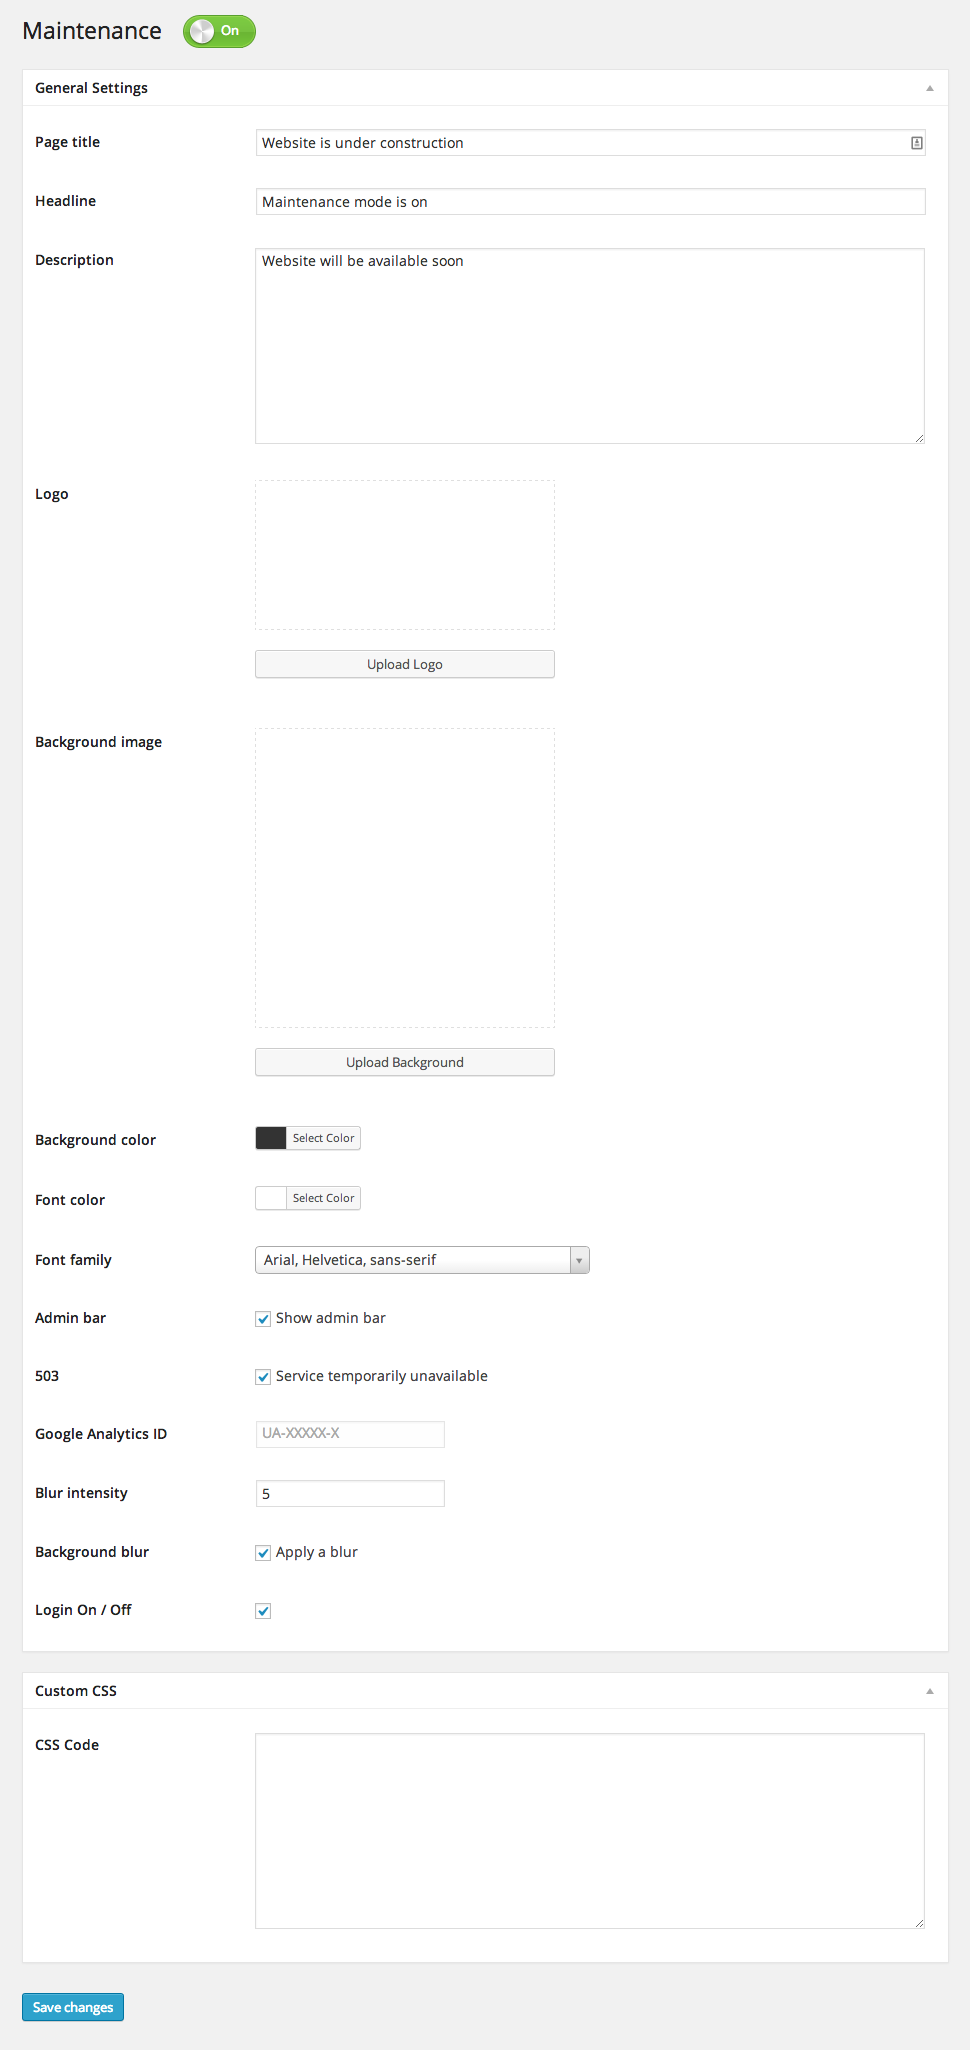 Maintenance On
General Settings
Page title Website is under construction
Headline Maintenance mode is on
Description Website will be available soon
Logo
Upload Logo
Background image
Upload Background
Background color Select Color
Font color Select Color
Font family Arial, Helvetica, sans-serif
Admin bar Show admin bar
503 Service temporarily unavailable
Google Analytics ID UA-XXXXX-X
Blur intensity 5
Background blur Apply a blur
Login On / Off
Custom CSS
CSS Code
Save changes